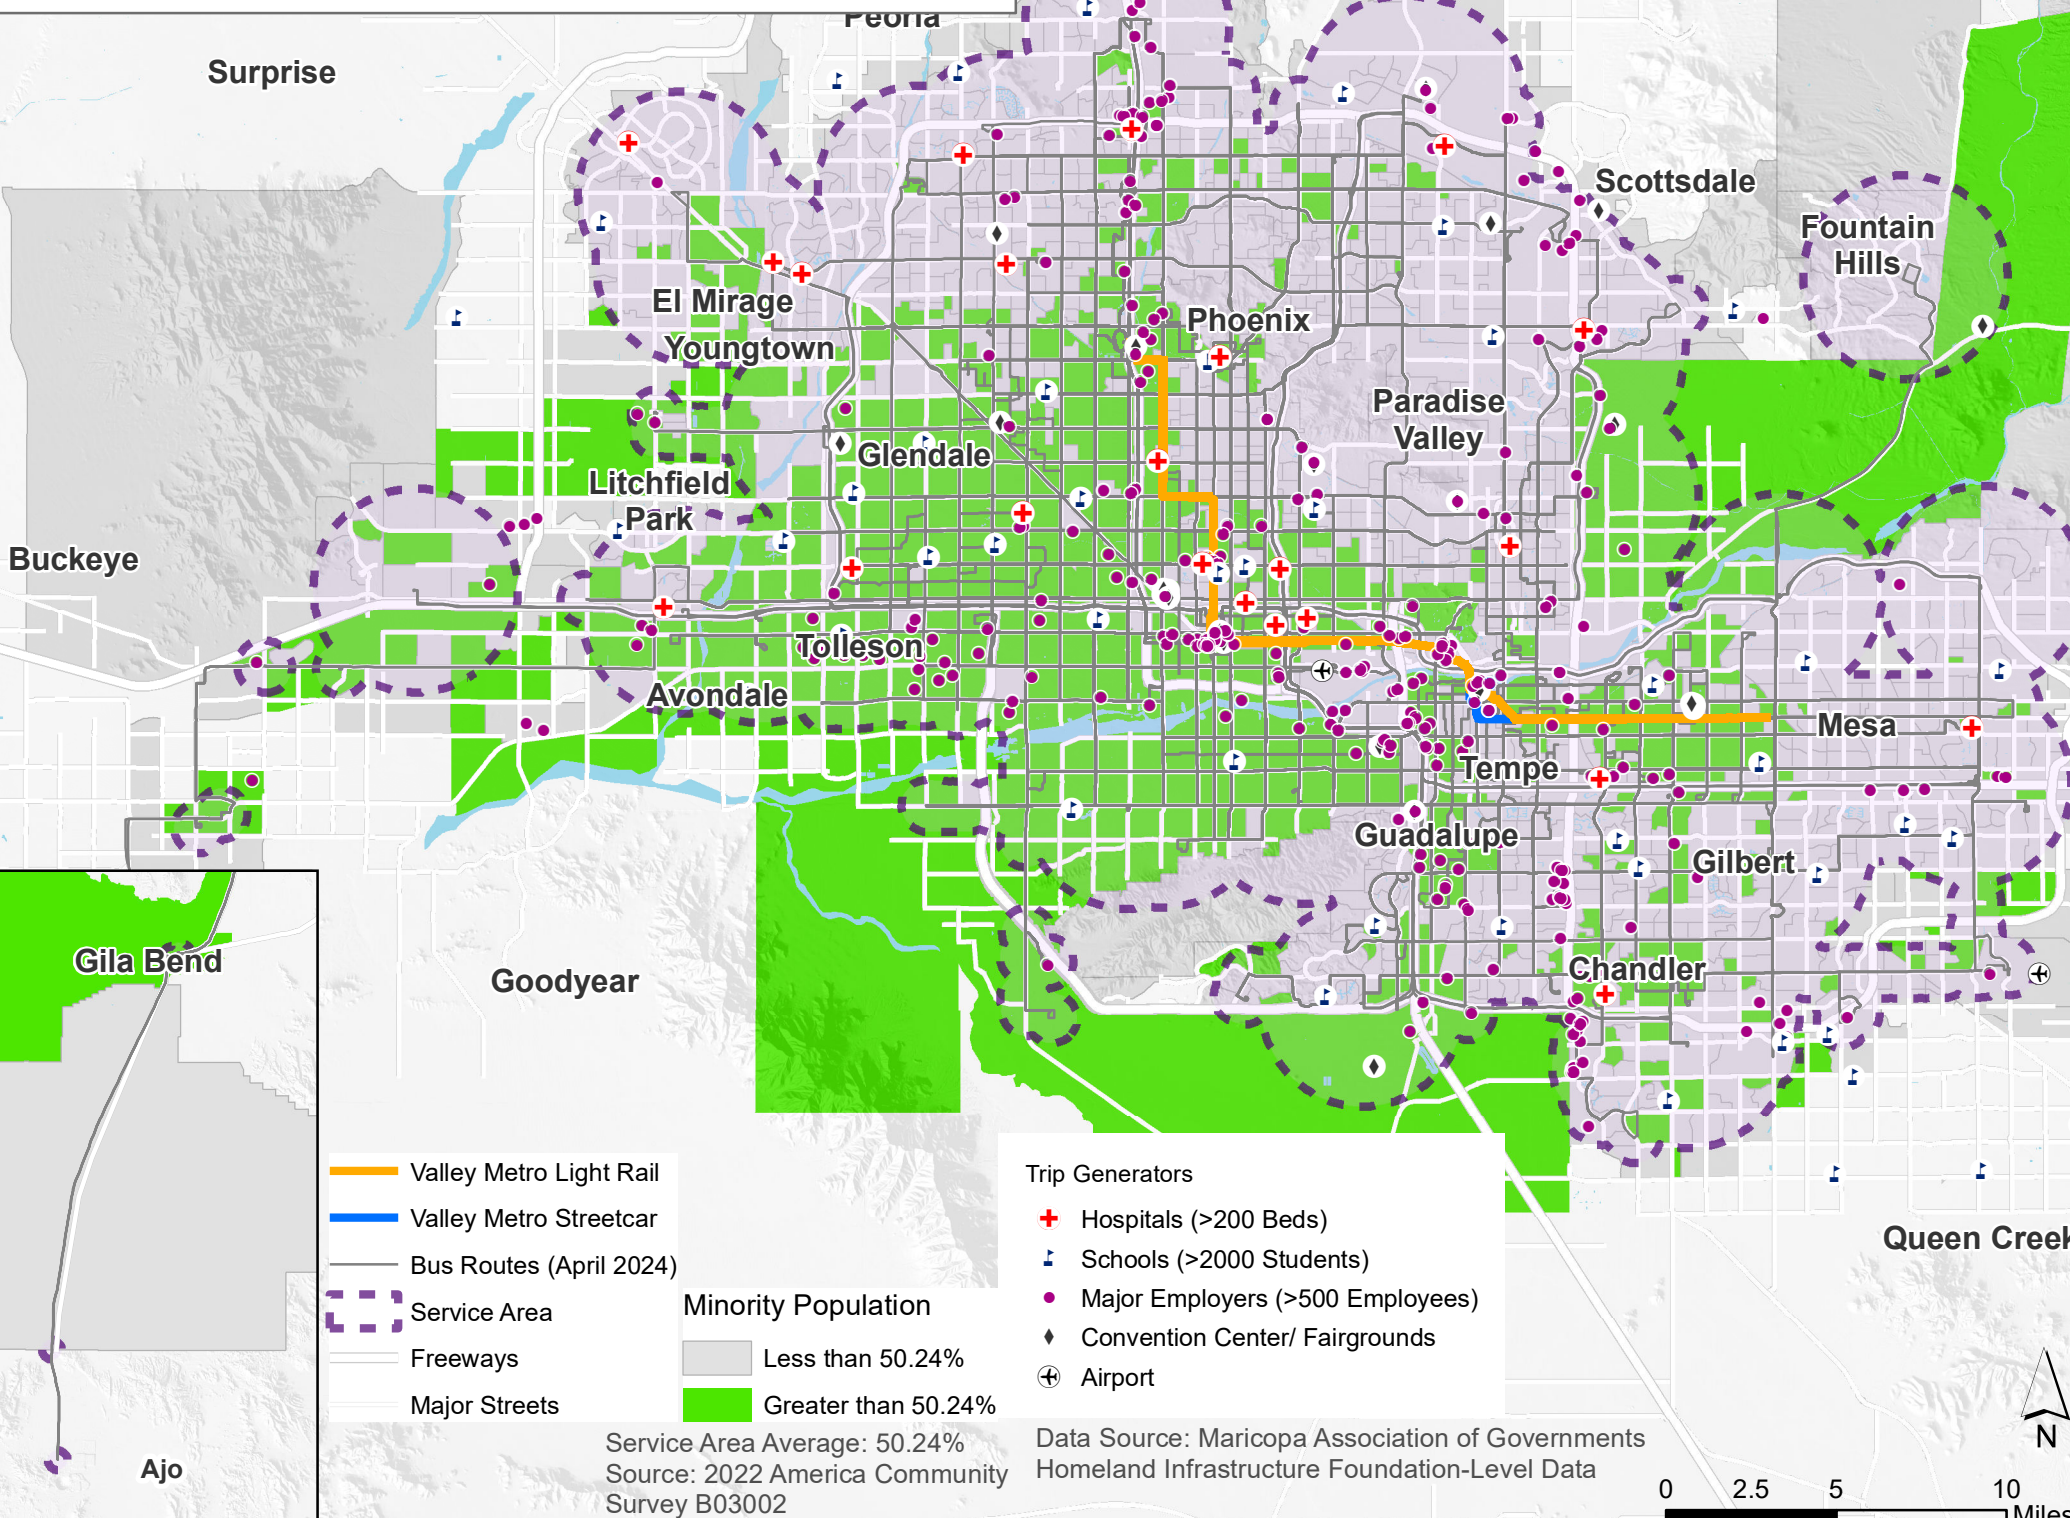 Peoria
Surprise
Scottsdale
Fountain
Hills
El Mirage
Phoenix
Youngtown
Paradise
Valley
Glendale
Litchfield
Park
Buckeye
Tolleson
Avondale
Mesa
Tempe
Guadalupe
Gilbert
Gila Bend
Goodyear
Chandler
Queen Creek
Ajo
Valley Metro Light Rail
Valley Metro Streetcar
Bus Routes (April 2024)
Service Area
Freeways
Major Streets
Minority Population
Less than 50.24%
Greater than 50.24%
Service Area Average: 50.24%
Source: 2022 America Community
Survey B03002
Trip Generators
Hospitals (>200 Beds)
Schools (>2000 Students)
Major Employers (>500 Employees)
Convention Center/ Fairgrounds
Airport
Data Source: Maricopa Association of Governments
Homeland Infrastructure Foundation-Level Data
N
0 2.5 5 10
Miles